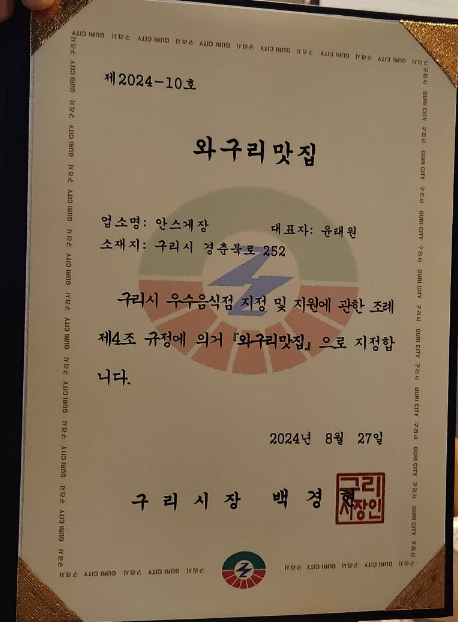 제2024-10호
와구리맛집
업소명: 안스게장 대표자: 윤태원
소재지: 구리시 경춘북로 252
구리시 우수음식점 지정 및 지원에 관한 조례
제4조 규정에 의거 『와구리맛집』으로 지정합
니다.
2024년 8월 27일
구리시장 백경현
구리
시장인
구리시 GURI CITY